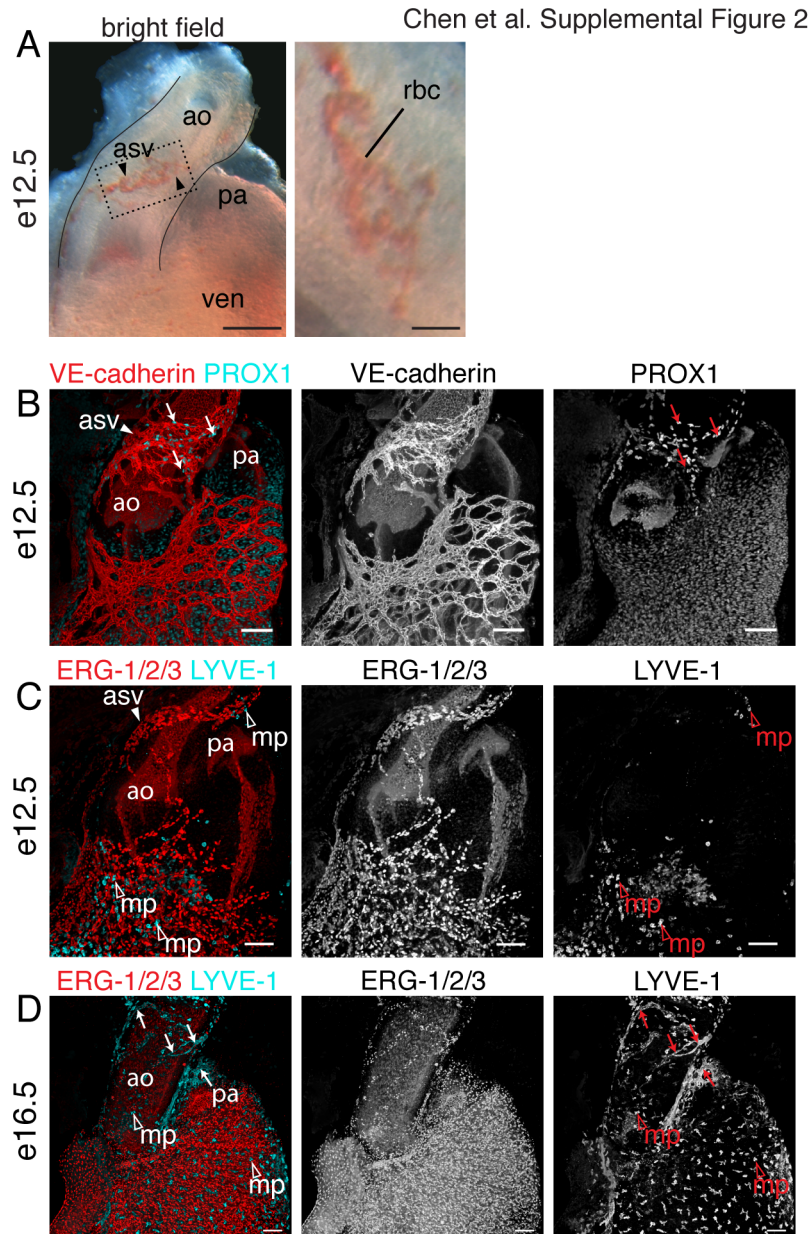 Chen et al. Supplemental Figure 2
A
bright field
e12.5
ao
asv
pa
ven
rbc
B
VE-cadherin PROX1
VE-cadherin
PROX1
e12.5
asv
pa
ao
C
ERG-1/2/3 LYVE-1
ERG-1/2/3
LYVE-1
e12.5
asv
mp
pa
ao
mp
mp
mp
mp
mp
D
ERG-1/2/3 LYVE-1
ERG-1/2/3
LYVE-1
e16.5
ao
pa
mp
mp
mp
mp